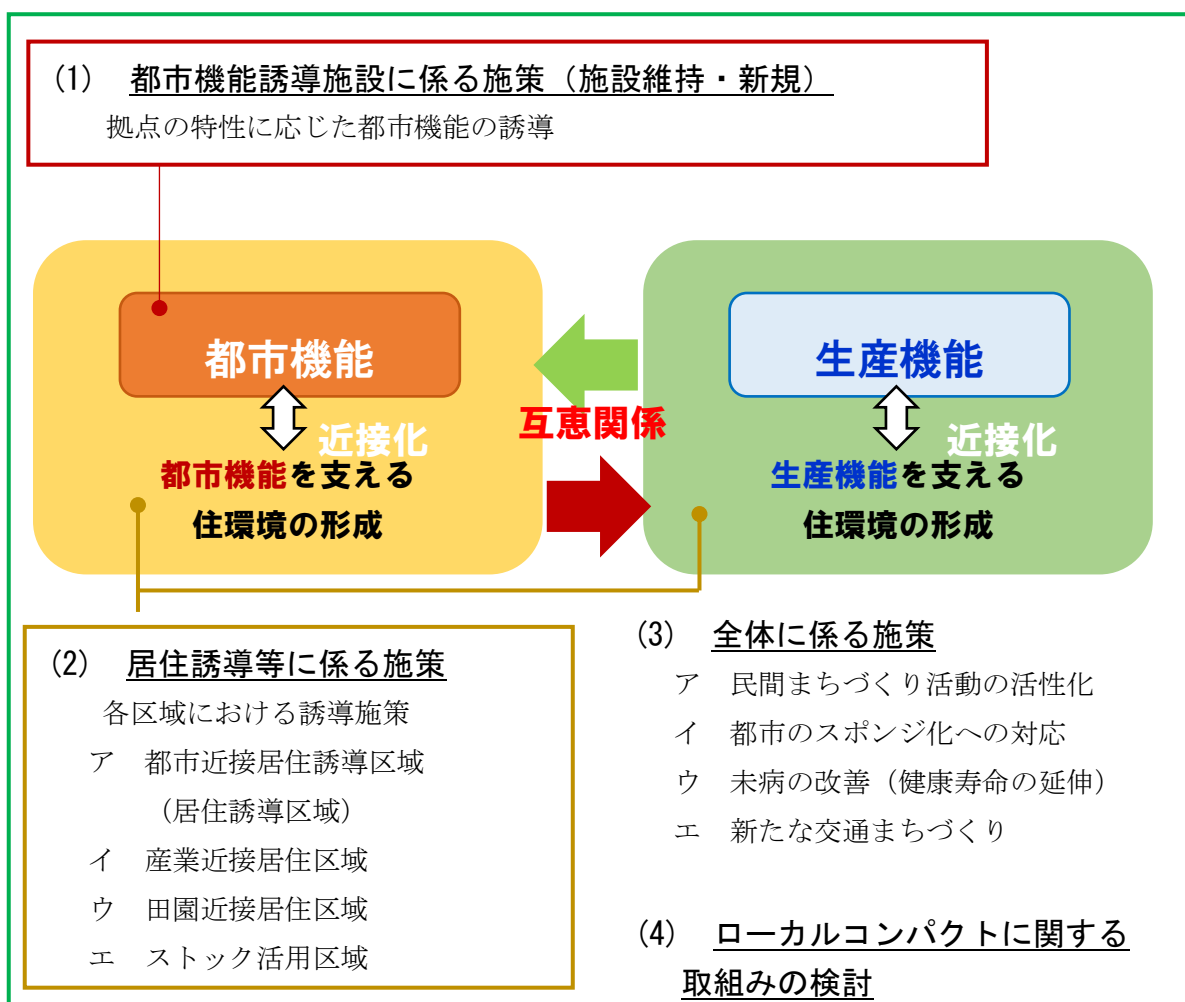 (1) 都市機能誘導施設に係る施策（施設維持・新規）
拠点の特性に応じた都市機能の誘導
都市機能
近接化
都市機能を支える
住環境の形成
互恵関係
生産機能
近接化
生産機能を支える
住環境の形成
(2) 居住誘導等に係る施策
各区域における誘導施策
ア 都市近接居住誘導区域
（居住誘導区域）
イ 産業近接居住区域
ウ 田園近接居住区域
エ ストック活用区域
(3) 全体に係る施策
ア 民間まちづくり活動の活性化
イ 都市のスポンジ化への対応
ウ 未病の改善（健康寿命の延伸）
エ 新たな交通まちづくり
(4) ローカルコンパクトに関する
取組みの検討